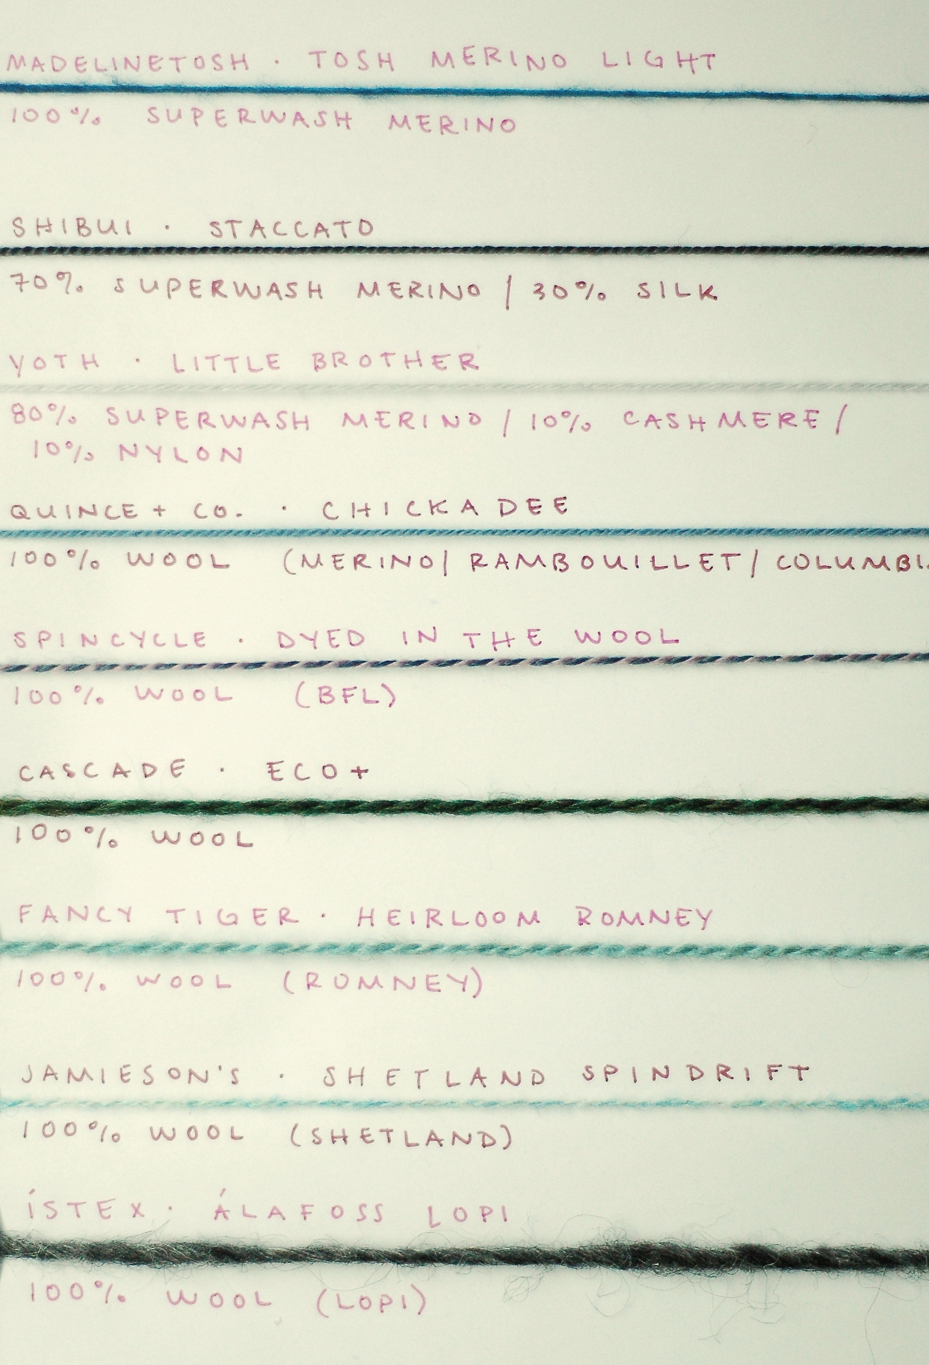 MADELINETOSH · TOSH MERINO LIGHT
100% SUPERWASH MERINO
SHIBUI · STACCATO
70% SUPERWASH MERINO / 30% SILK
YOTH · LITTLE BROTHER
80% SUPERWASH MERINO / 10% CASHMERE /
10% NYLON
QUINCE + CO. · CHICKADEE
100% WOOL (MERINO/ RAMBOUILLET/
SPINCYCLE · DYED IN THE WOOL
100% WOOL (BFL)
CASCADE · ECO+
100% WOOL
FANCY TIGER · HEIRLOOM ROMNEY
100% WOOL (ROMNEY)
JAMIESON'S · SHETLAND SPINDRIFT
100% WOOL (SHETLAND)
ÍSTEX · ÁLAFOSS LOPI
100% WOOL (LOPI)